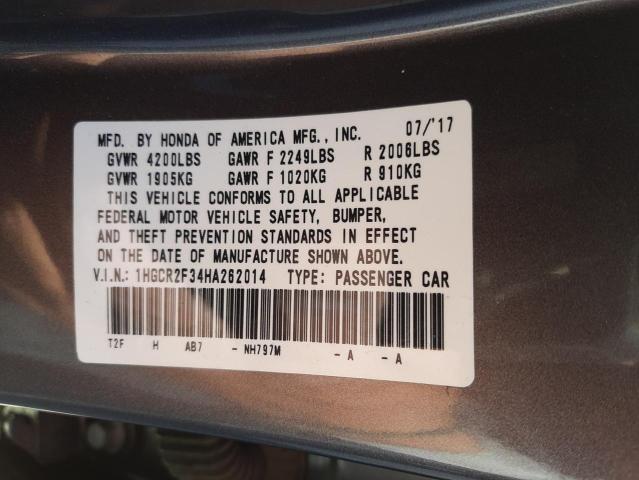 MFD. BY HONDA OF AMERICA MFG., INC. 07/'17
GVWR 4200LBS GAWR F 2249LBS R 2006LBS
GVWR 1905KG GAWR F 1020KG R 910KG
THIS VEHICLE CONFORMS TO ALL APPLICABLE
FEDERAL MOTOR VEHICLE SAFETY, BUMPER,
AND THEFT PREVENTION STANDARDS IN EFFECT
ON THE DATE OF MANUFACTURE SHOWN ABOVE.
V.I.N.: 1HGCR2F34HA262014 TYPE: PASSENGER CAR
T2F H AB7 - NH797M - A - A